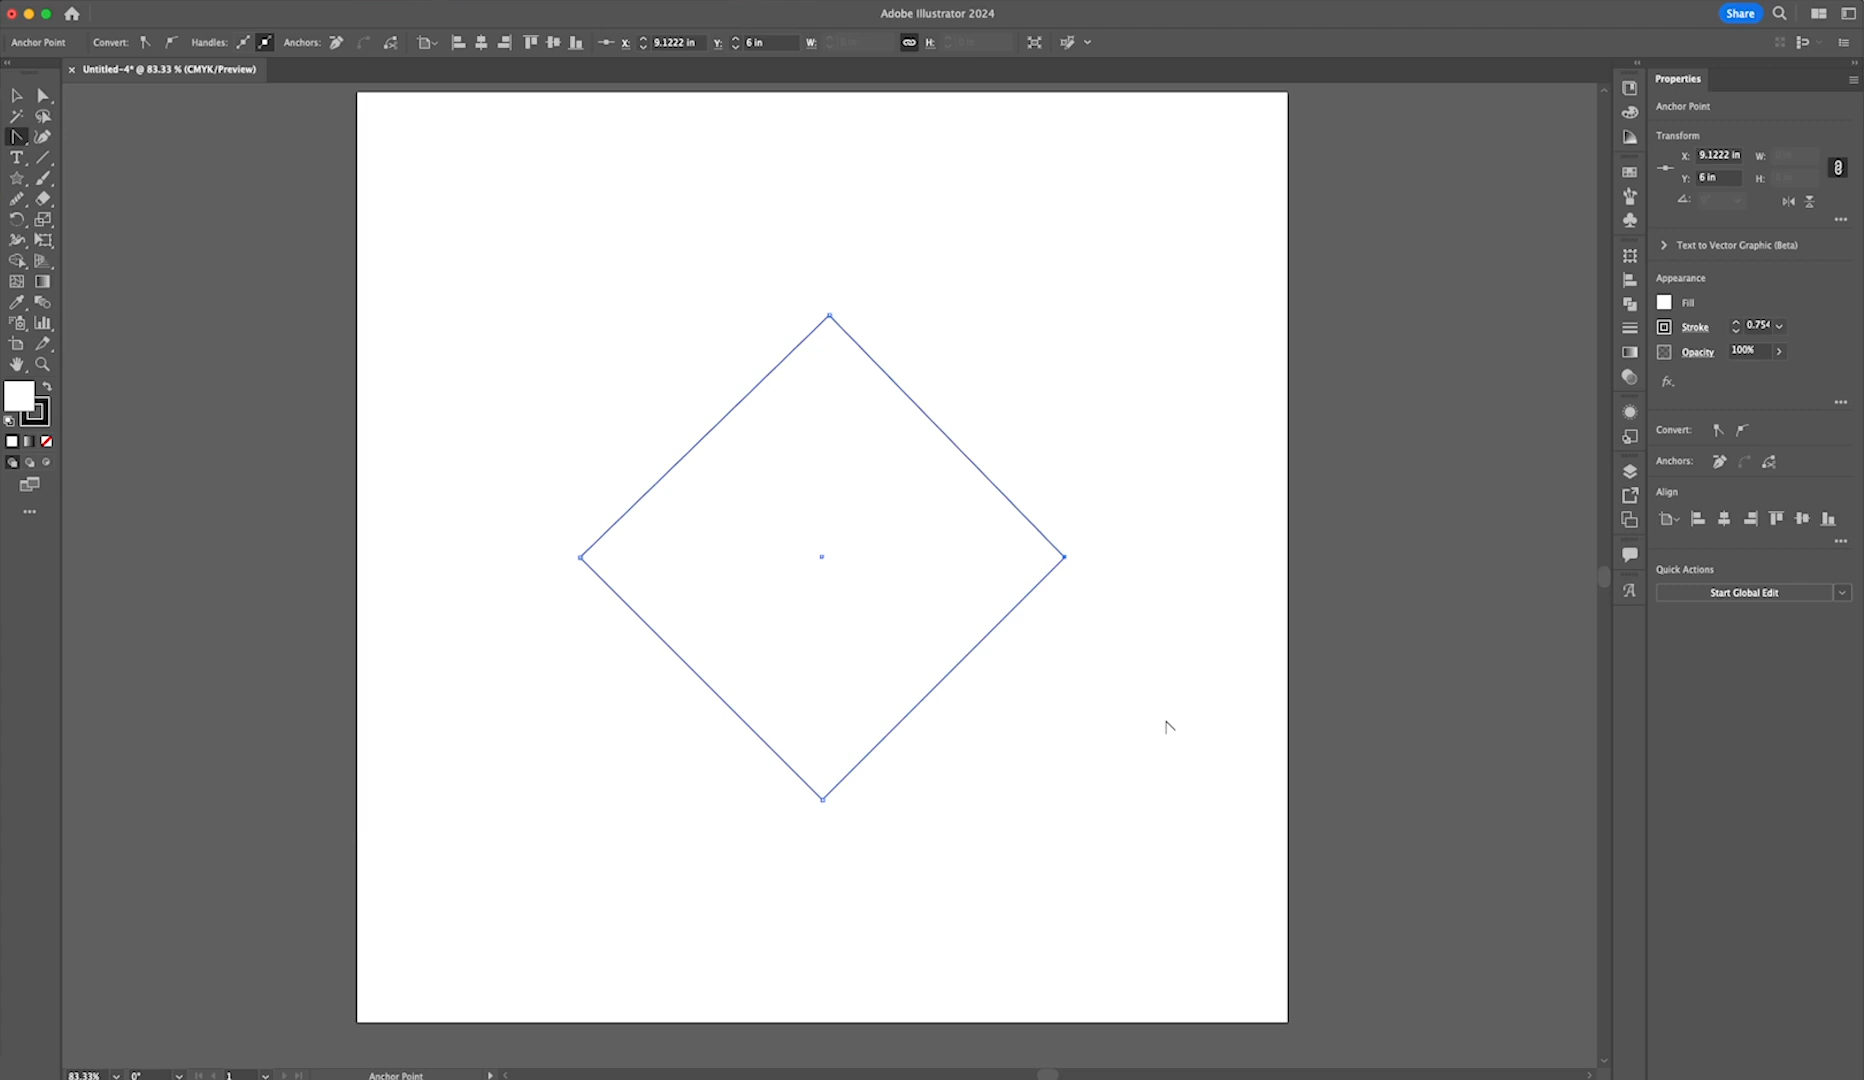 Adobe Illustrator 2024
Share
Anchor Point
Convert:
Handles:
Anchors:
X:
9.1222 in
Y:
6 in
W:
H:
Untitled-4* @ 83.33 % (CMYK/Preview)
Properties
Anchor Point
Transform
X:
9.1222 in
W:
Y:
6 in
H:
Text to Vector Graphic (Beta)
Appearance
Fill
Stroke
0.754
Opacity
100%
fx.
Convert:
Anchors:
Align
Quick Actions
Start Global Edit
83.33%
0°
1
Anchor Point